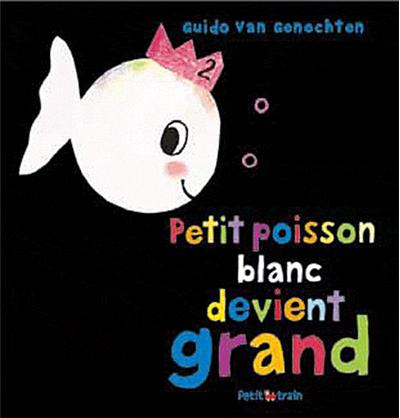 Guido Van Genechten
2
Petit poisson
blanc
devient
grand
Petit train